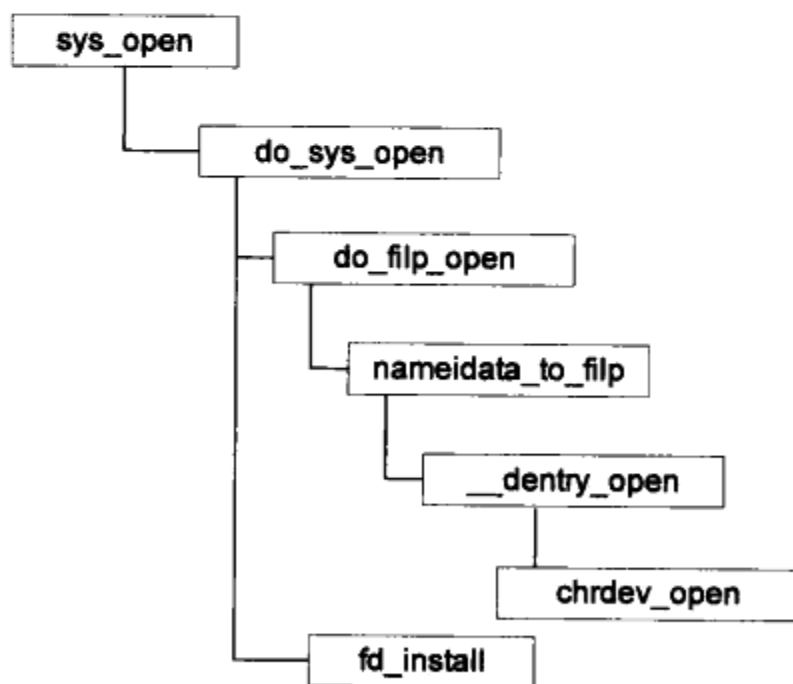 sys_open
do_sys_open
do_filp_open
nameidata_to_filp
__dentry_open
chrdev_open
fd_install